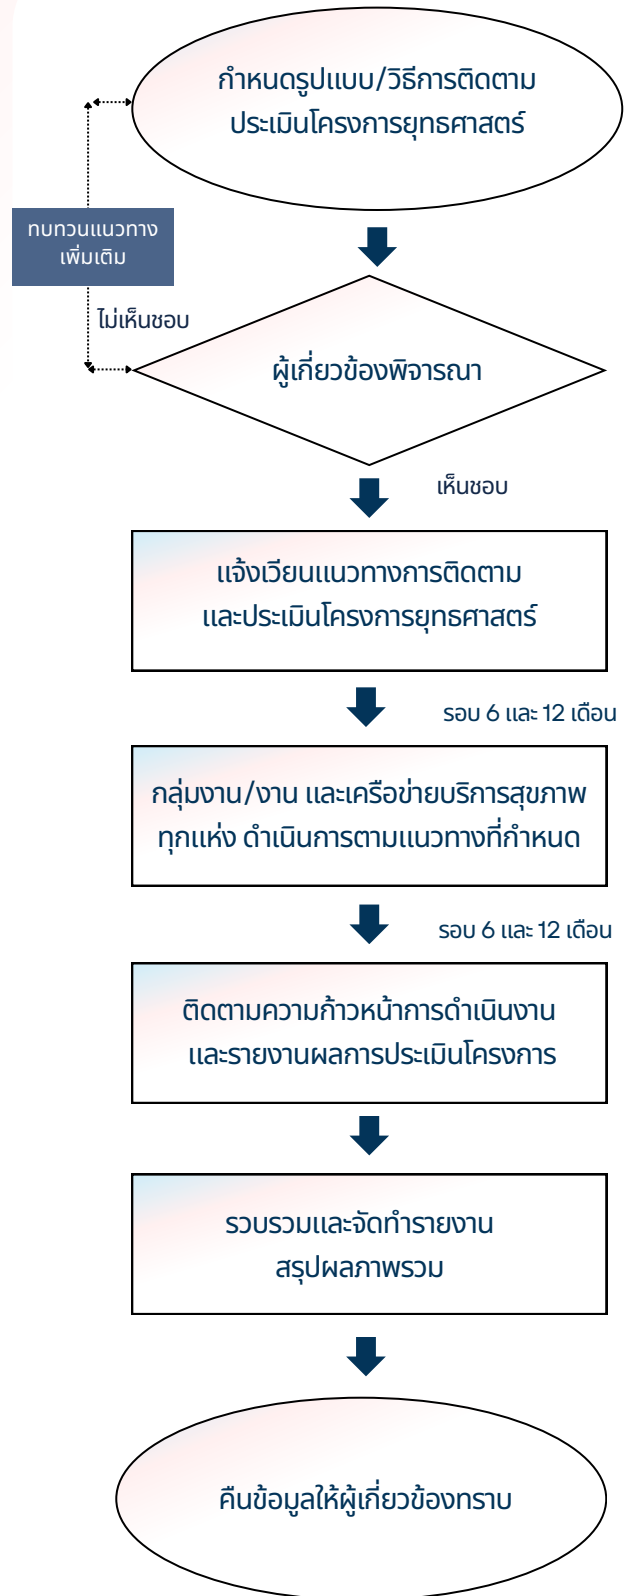 กำหนดรูปแบบ/วิธีการติดตาม
ประเมินโครงการยุทธศาสตร์
ทบทวนแนวทาง
เพิ่มเติม
ไม่เห็นชอบ
ผู้เกี่ยวข้องพิจารณา
เห็นชอบ
แจ้งเวียนแนวทางการติดตาม
และประเมินโครงการยุทธศาสตร์
รอบ 6 และ 12 เดือน
กลุ่มงาน/งาน และเครือข่ายบริการสุขภาพ
ทุกแห่ง ดำเนินการตามแนวทางที่กำหนด
รอบ 6 และ 12 เดือน
ติดตามความก้าวหน้าการดำเนินงาน
และรายงานผลการประเมินโครงการ
รวบรวมและจัดทำรายงาน
สรุปผลภาพรวม
คืนข้อมูลให้ผู้เกี่ยวข้องทราบ